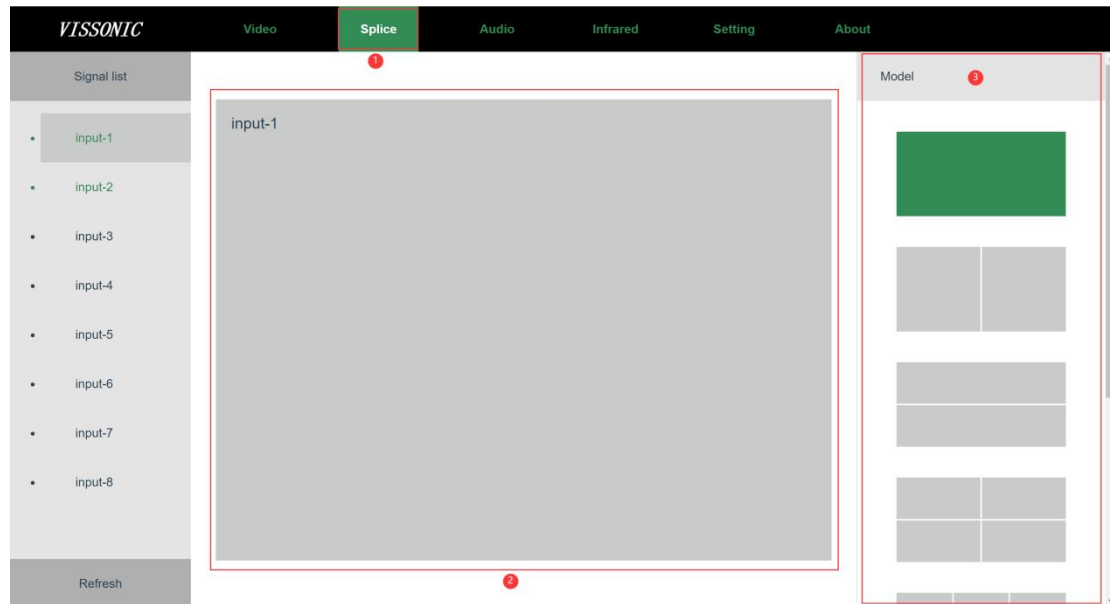 VISSONIC Video Splice Audio Infrared Setting About
1
Signal list
Model 3
input-1
input-1
input-2
input-3
input-4
input-5
input-6
input-7
input-8
Refresh
2